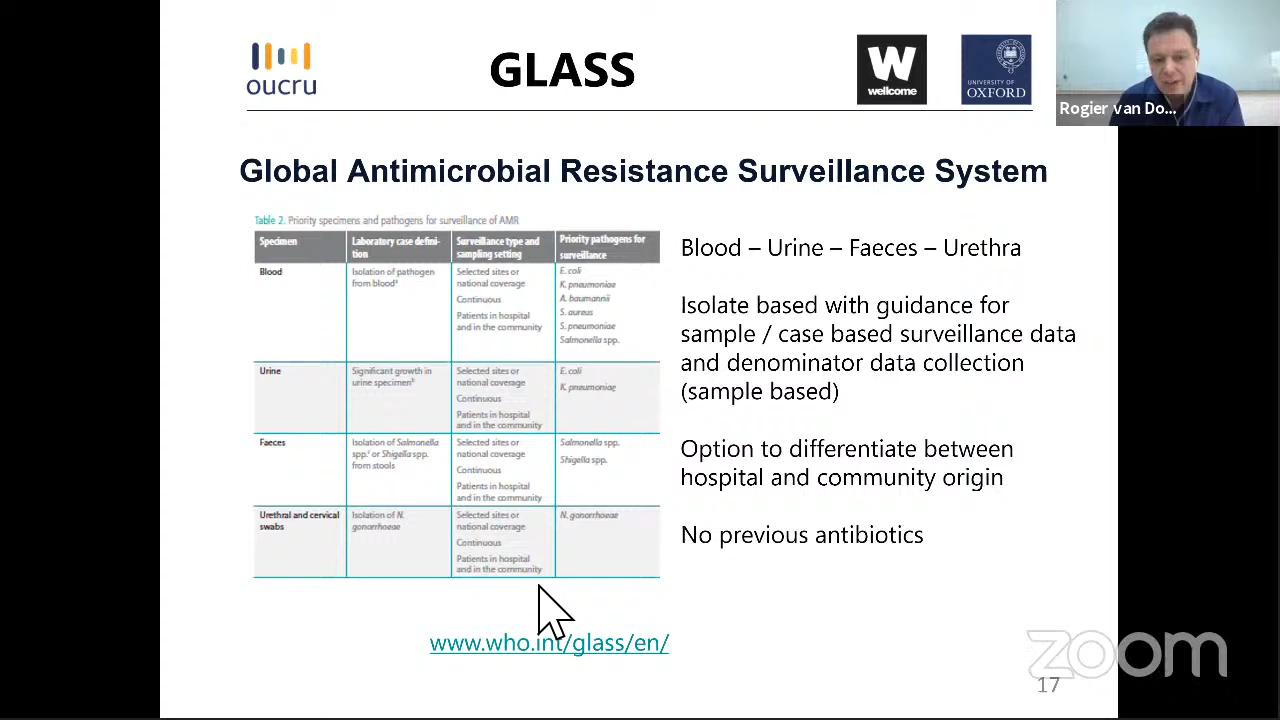 oucru
GLASS
W
wellcome
UNIVERSITY OF
OXFORD
Rogier van Do...
Global Antimicrobial Resistance Surveillance System
Table 2. Priority specimens and pathogens for surveillance of AMR
Specimen
Laboratory case defini-
tion
Surveillance type and
sampling setting
Priority pathogens for
surveillance
Blood
Isolation of pathogen
from bloodᵃ
Selected sites or
national coverage
Continuous
Patients in hospital
and in the community
E. coli
K. pneumoniae
A. baumannii
S. aureus
S. pneumoniae
Salmonella spp.
Urine
Significant growth in
urine specimenᵇ
Selected sites or
national coverage
Continuous
Patients in hospital
and in the community
E. coli
K. pneumoniae
Faeces
Isolation of Salmonella
spp.ᶜ or Shigella spp.
from stools
Selected sites or
national coverage
Continuous
Patients in hospital
and in the community
Salmonella spp.
Shigella spp.
Urethral and cervical
swabs
Isolation of N.
gonorrhoeae
Selected sites or
national coverage
Continuous
Patients in hospital
and in the community
N. gonorrhoeae
Blood – Urine – Faeces – Urethra
Isolate based with guidance for
sample / case based surveillance data
and denominator data collection
(sample based)
Option to differentiate between
hospital and community origin
No previous antibiotics
www.who.int/glass/en/
zoom
17